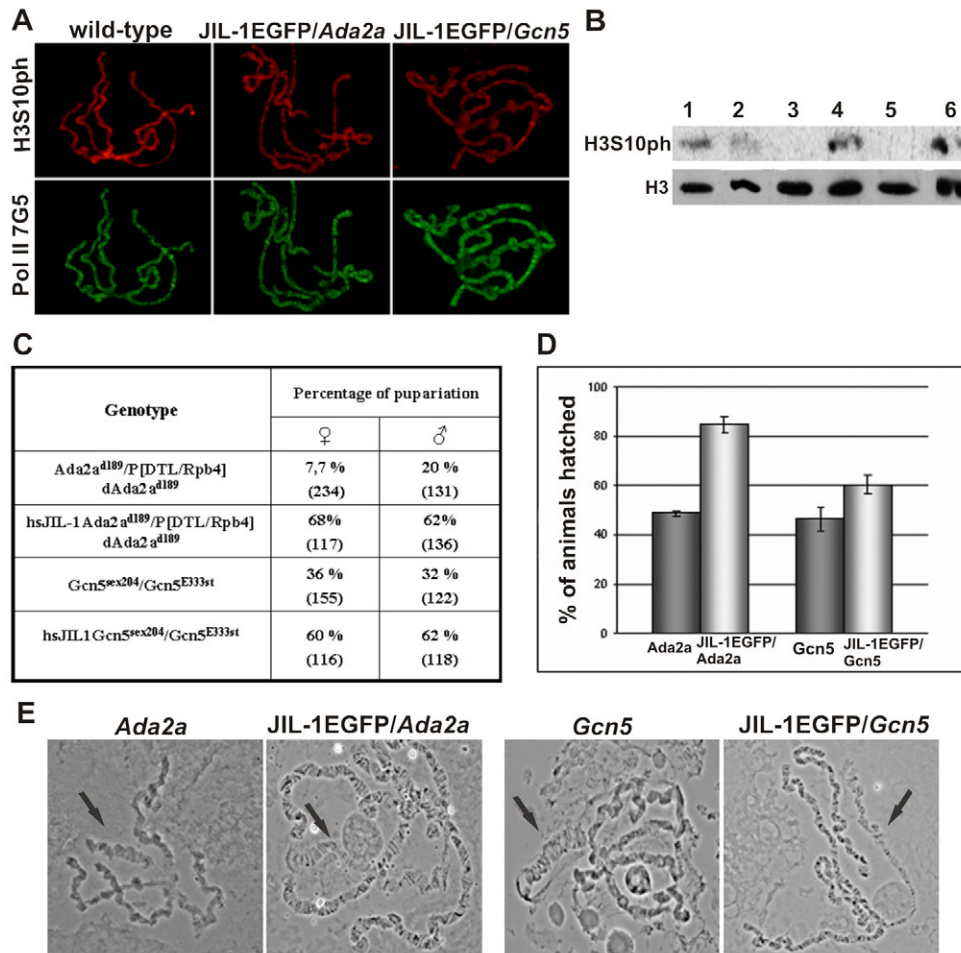 A
wild-type JIL-1EGFP/Ada2a JIL-1EGFP/Gcn5
H3S10ph
Pol II 7G5
B
1 2 3 4 5 6
H3S10ph
H3
C
Genotype
Percentage of pupariation
♀ ♂
Ada2a^d189/P[DTL/Rpb4] dAda2a^d189 7,7 % (234) 20 % (131)
hsJIL-1Ada2a^d189/P[DTL/Rpb4] dAda2a^d189 68% (117) 62% (136)
Gcn5^sex204/Gcn5^E333st 36 % (155) 32 % (122)
hsJIL1Gcn5^sex204/Gcn5^E333st 60 % (116) 62 % (118)
D
% of animals hatched
100
80
60
40
20
0
Ada2a JIL-1EGFP/Ada2a Gcn5 JIL-1EGFP/Gcn5
E
Ada2a JIL-1EGFP/Ada2a Gcn5 JIL-1EGFP/Gcn5